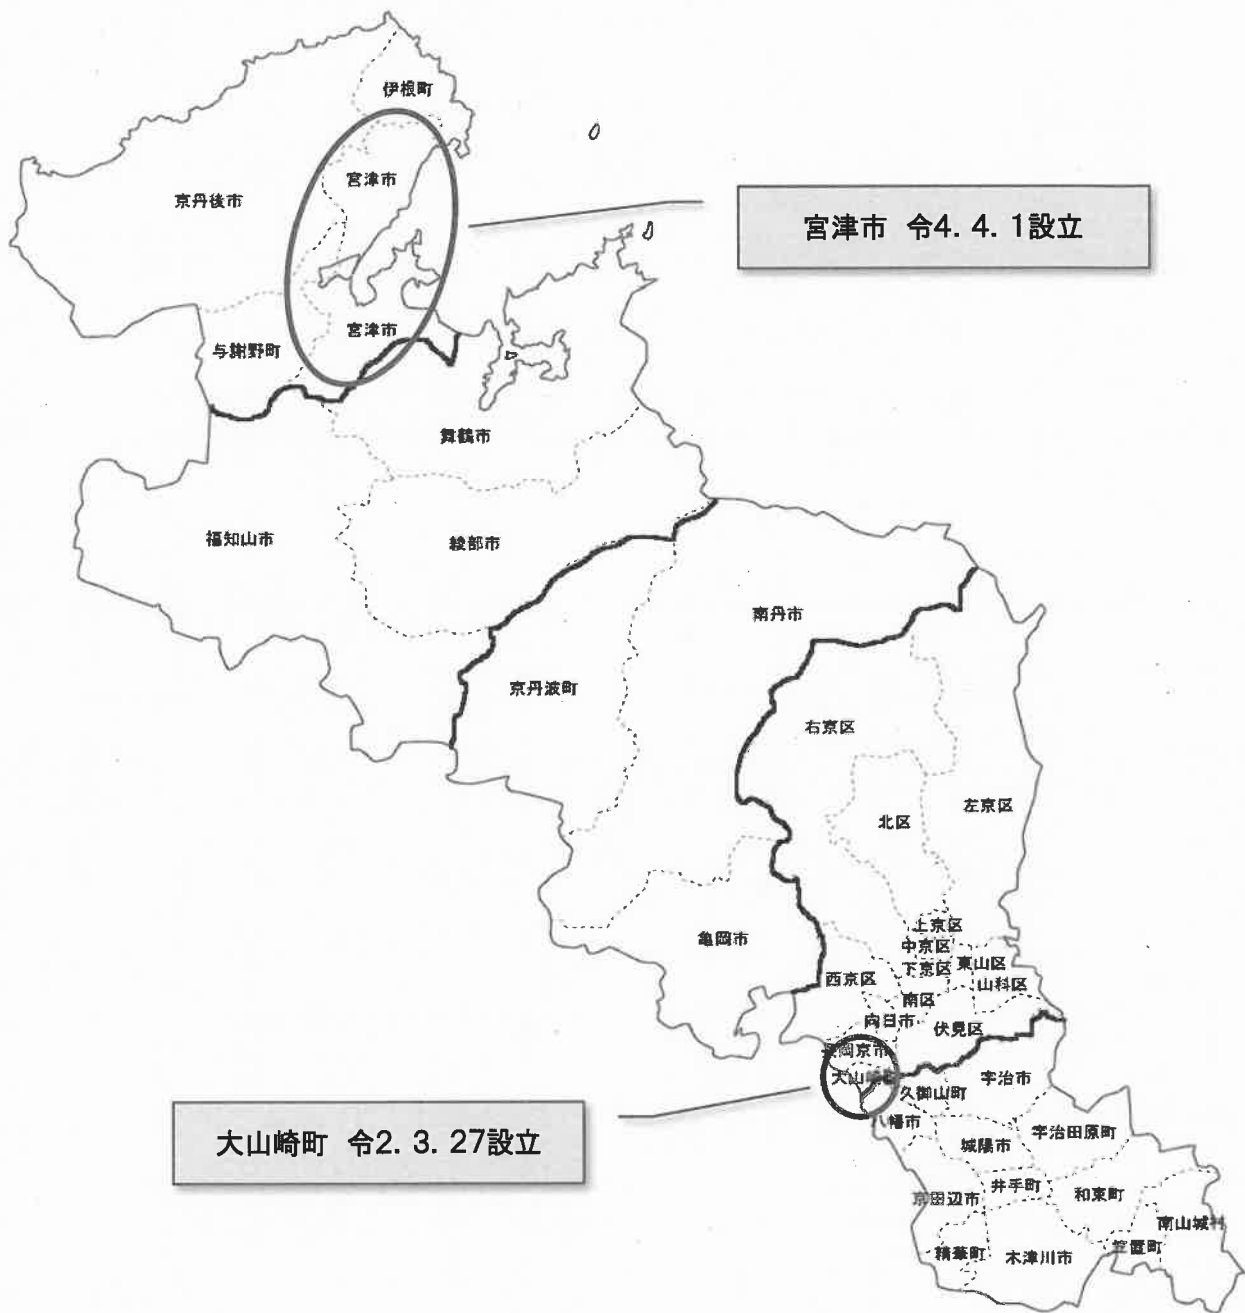 伊根町
宮津市
京丹後市
宮津市 令4. 4. 1設立
宮津市
与謝野町
舞鶴市
福知山市
綾部市
南丹市
京丹波町
右京区
左京区
北区
上京区
中京区
亀岡市
下京区
東山区
西京区
山科区
南区
向日市
伏見区
長岡京市
大山崎町
宇治市
久御山町
八幡市
大山崎町 令2. 3. 27設立
宇治田原町
城陽市
井手町
京田辺市
和束町
南山城村
笠置町
精華町
木津川市